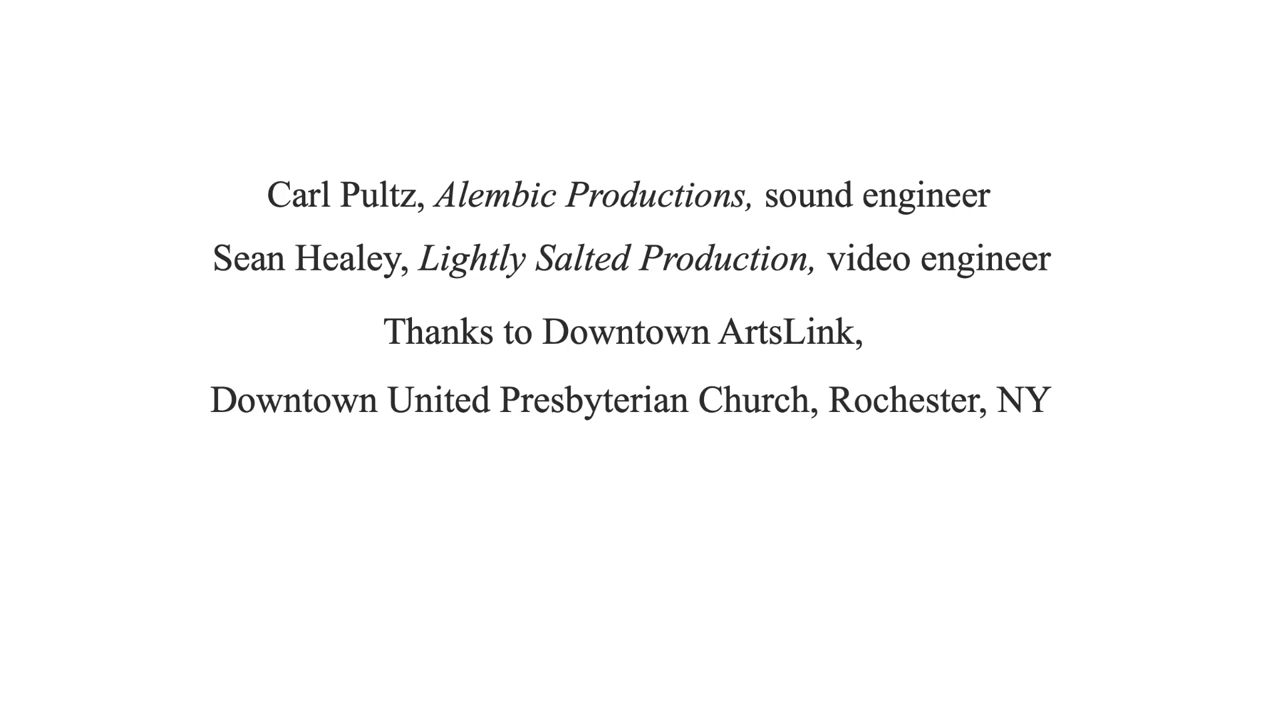 Carl Pultz, Alembic Productions, sound engineer
Sean Healey, Lightly Salted Production, video engineer
Thanks to Downtown ArtsLink,
Downtown United Presbyterian Church, Rochester, NY